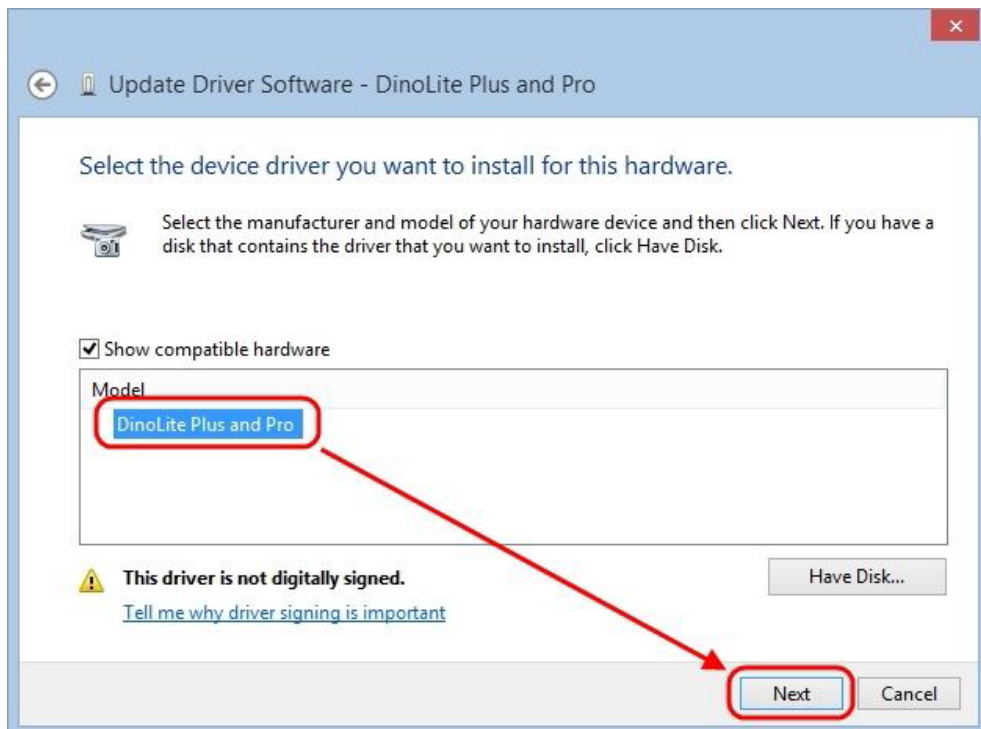 Update Driver Software - DinoLite Plus and Pro
Select the device driver you want to install for this hardware.
Select the manufacturer and model of your hardware device and then click Next. If you have a
disk that contains the driver that you want to install, click Have Disk.
Show compatible hardware
Model
DinoLite Plus and Pro
This driver is not digitally signed.
Have Disk...
Tell me why driver signing is important
Next
Cancel